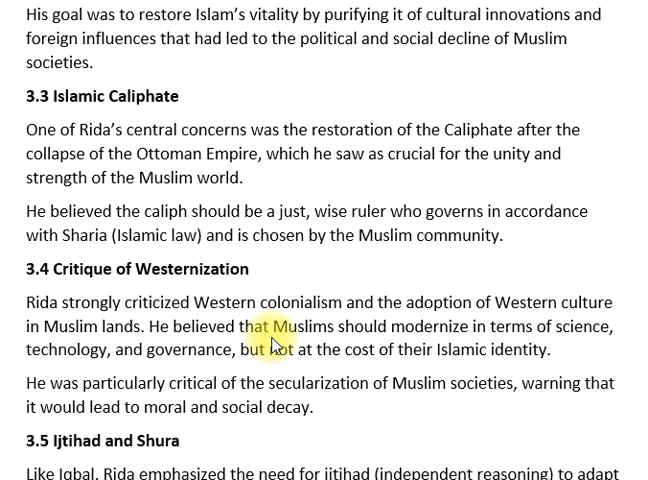 His goal was to restore Islam’s vitality by purifying it of cultural innovations and
foreign influences that had led to the political and social decline of Muslim
societies.
3.3 Islamic Caliphate
One of Rida’s central concerns was the restoration of the Caliphate after the
collapse of the Ottoman Empire, which he saw as crucial for the unity and
strength of the Muslim world.
He believed the caliph should be a just, wise ruler who governs in accordance
with Sharia (Islamic law) and is chosen by the Muslim community.
3.4 Critique of Westernization
Rida strongly criticized Western colonialism and the adoption of Western culture
in Muslim lands. He believed that Muslims should modernize in terms of science,
technology, and governance, but not at the cost of their Islamic identity.
He was particularly critical of the secularization of Muslim societies, warning that
it would lead to moral and social decay.
3.5 Ijtihad and Shura
Like Iqbal, Rida emphasized the need for ijtihad (independent reasoning) to adapt